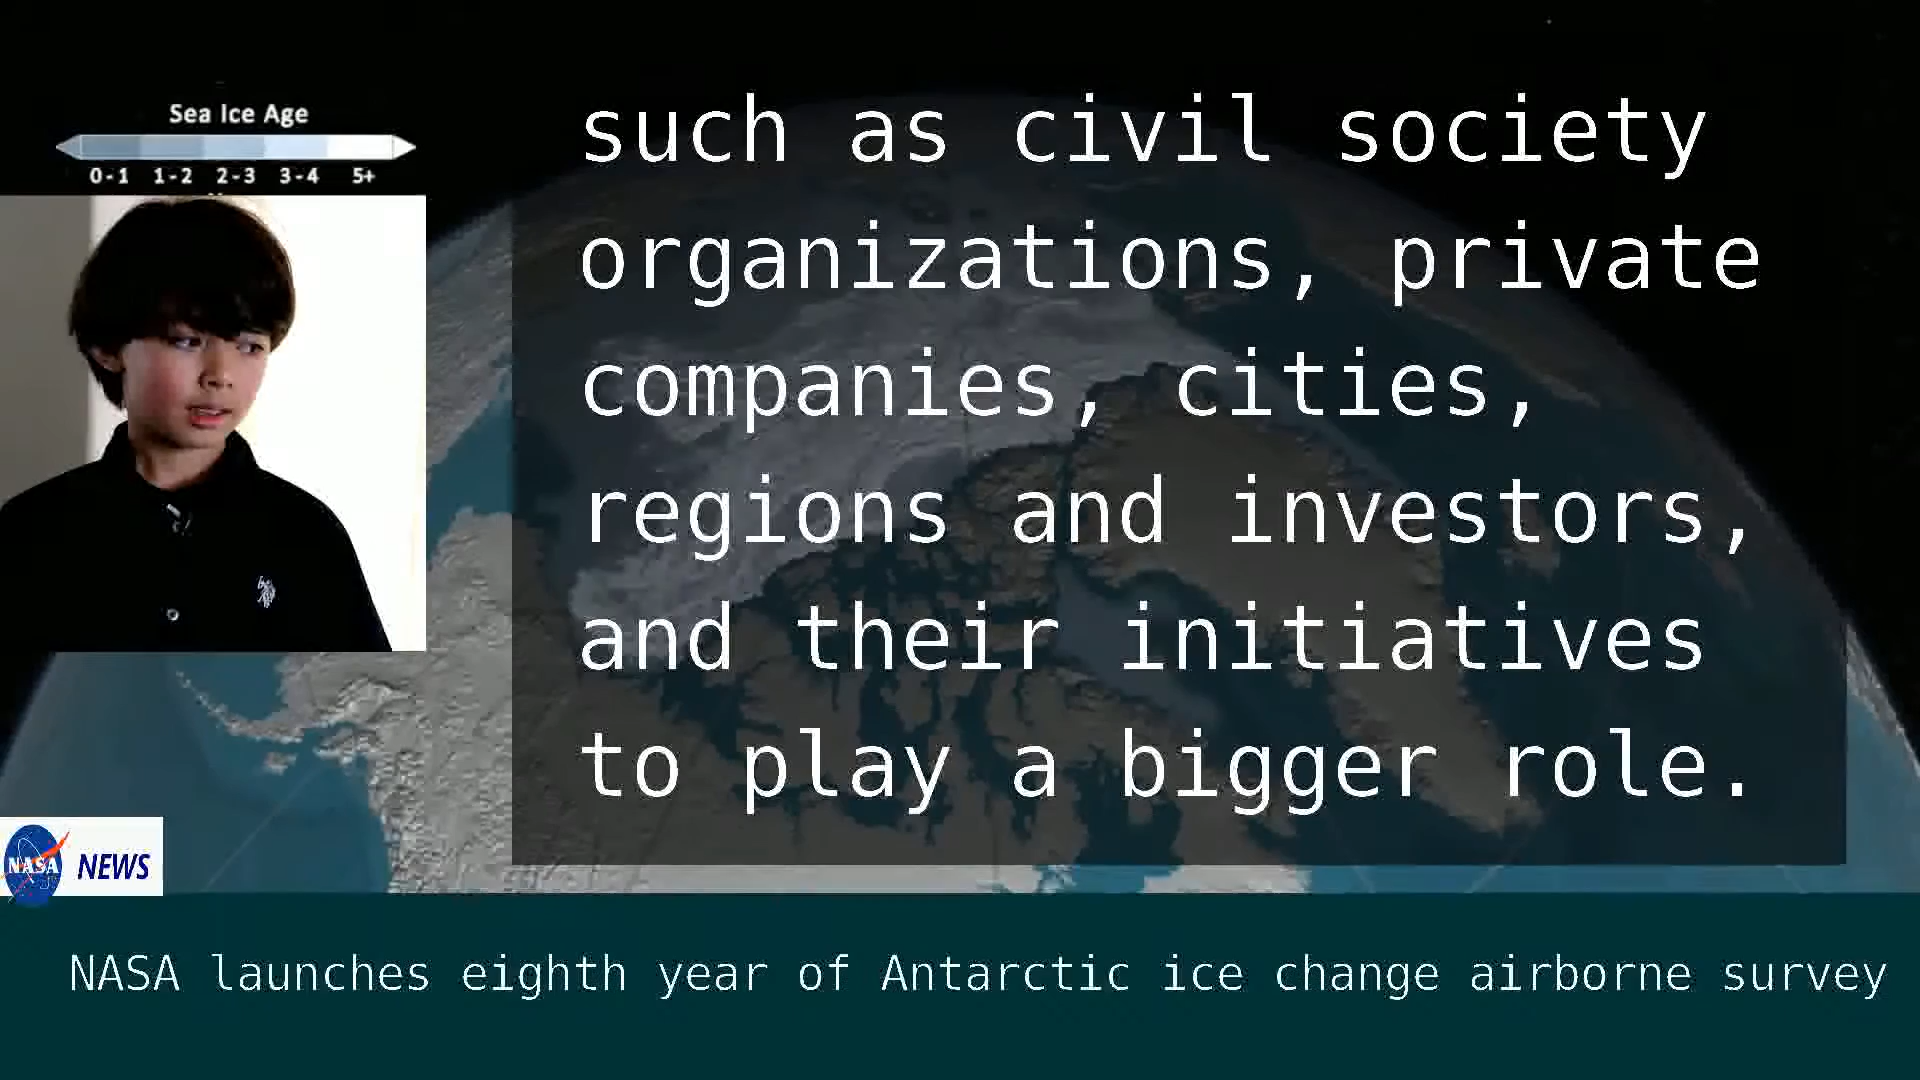 Sea Ice Age
0-1 1-2 2-3 3-4 5+
such as civil society
organizations, private
companies, cities,
regions and investors,
and their initiatives
to play a bigger role.
NASA NEWS
NASA launches eighth year of Antarctic ice change airborne survey